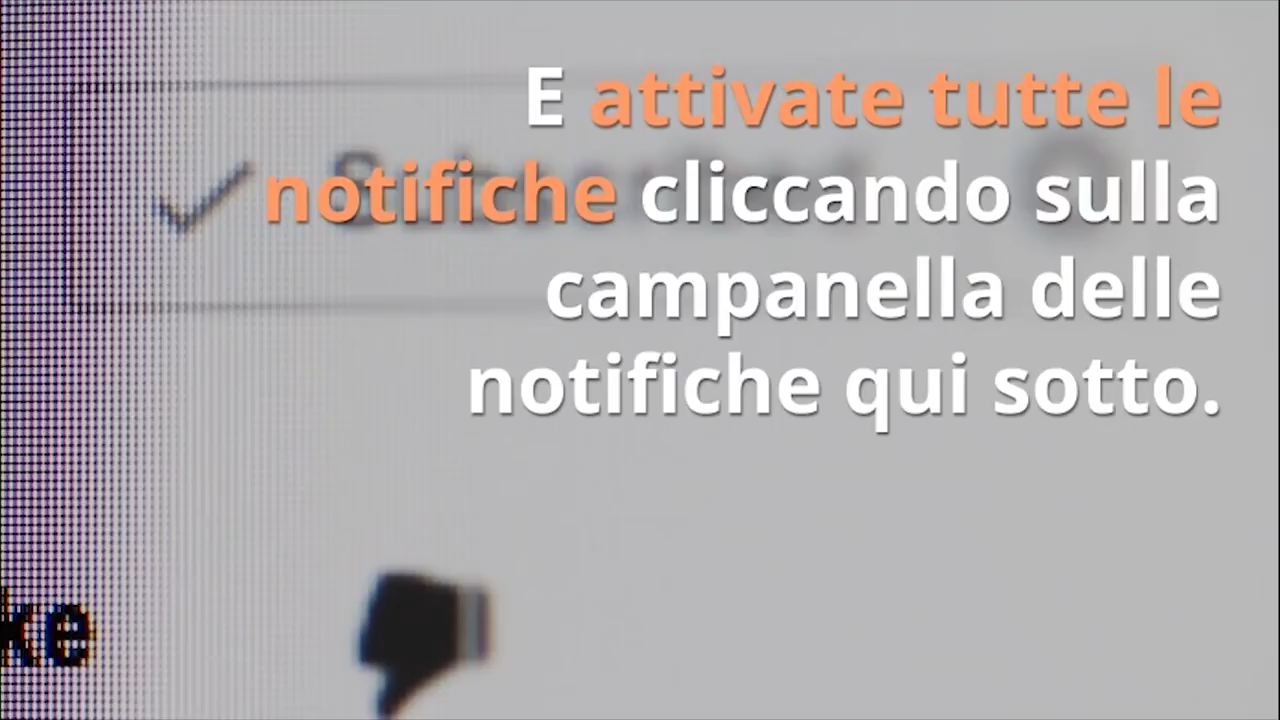 E attivate tutte le
notifiche cliccando sulla
campanella delle
notifiche qui sotto.
ke